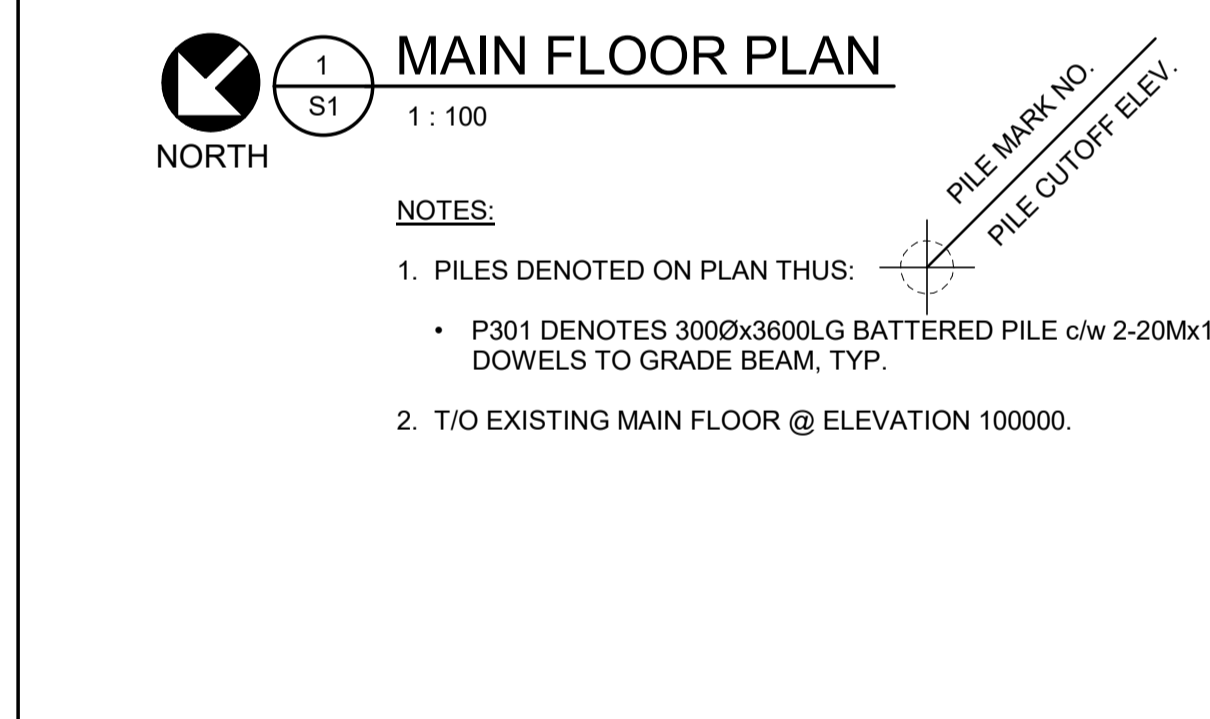 MAIN FLOOR PLAN
1
S1
1 : 100
NORTH
PILE MARK NO.
PILE CUTOFF ELEV.
NOTES:
1. PILES DENOTED ON PLAN THUS:
• P301 DENOTES 300Øx3600LG BATTERED PILE c/w 2-20Mx1
DOWELS TO GRADE BEAM, TYP.
2. T/O EXISTING MAIN FLOOR @ ELEVATION 100000.